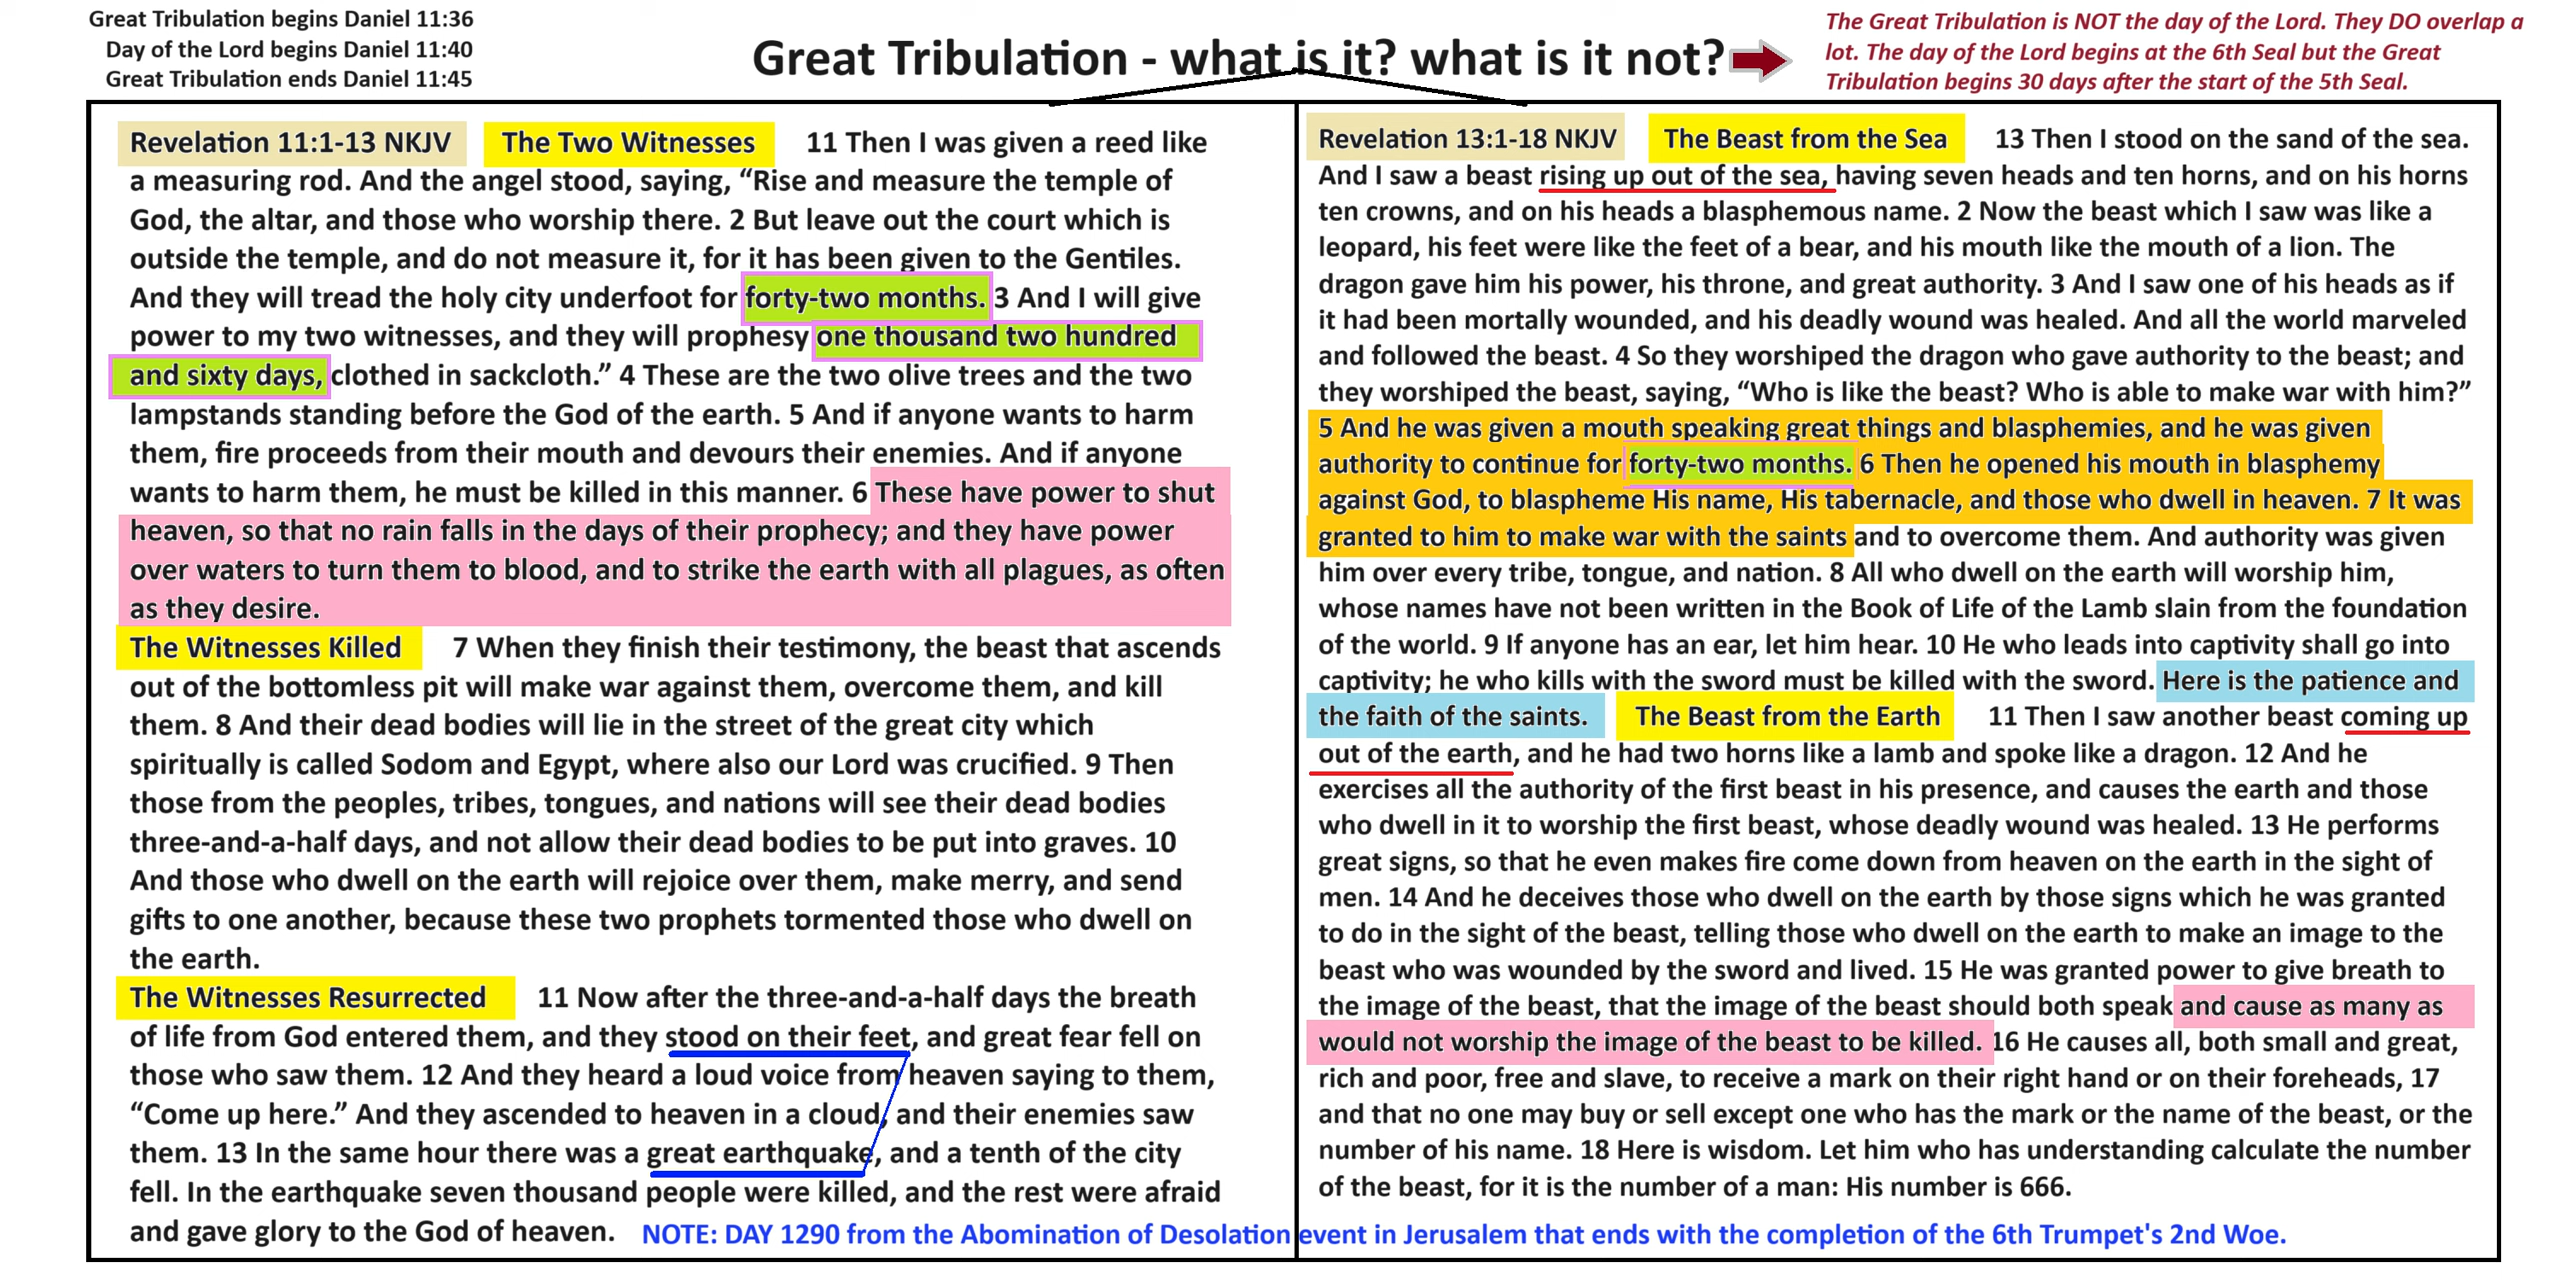 Great Tribulation begins Daniel 11:36
Day of the Lord begins Daniel 11:40
Great Tribulation ends Daniel 11:45
Great Tribulation - what is it? what is it not?
The Great Tribulation is NOT the day of the Lord. They DO overlap a
lot. The day of the Lord begins at the 6th Seal but the Great
Tribulation begins 30 days after the start of the 5th Seal.
Revelation 11:1-13 NKJV The Two Witnesses 11 Then I was given a reed like
a measuring rod. And the angel stood, saying, “Rise and measure the temple of
God, the altar, and those who worship there. 2 But leave out the court which is
outside the temple, and do not measure it, for it has been given to the Gentiles.
And they will tread the holy city underfoot for forty-two months. 3 And I will give
power to my two witnesses, and they will prophesy one thousand two hundred
and sixty days, clothed in sackcloth.” 4 These are the two olive trees and the two
lampstands standing before the God of the earth. 5 And if anyone wants to harm
them, fire proceeds from their mouth and devours their enemies. And if anyone
wants to harm them, he must be killed in this manner. 6 These have power to shut
heaven, so that no rain falls in the days of their prophecy; and they have power
over waters to turn them to blood, and to strike the earth with all plagues, as often
as they desire.
The Witnesses Killed 7 When they finish their testimony, the beast that ascends
out of the bottomless pit will make war against them, overcome them, and kill
them. 8 And their dead bodies will lie in the street of the great city which
spiritually is called Sodom and Egypt, where also our Lord was crucified. 9 Then
those from the peoples, tribes, tongues, and nations will see their dead bodies
three-and-a-half days, and not allow their dead bodies to be put into graves. 10
And those who dwell on the earth will rejoice over them, make merry, and send
gifts to one another, because these two prophets tormented those who dwell on
the earth.
The Witnesses Resurrected 11 Now after the three-and-a-half days the breath
of life from God entered them, and they stood on their feet, and great fear fell on
those who saw them. 12 And they heard a loud voice from heaven saying to them,
“Come up here.” And they ascended to heaven in a cloud, and their enemies saw
them. 13 In the same hour there was a great earthquake, and a tenth of the city
fell. In the earthquake seven thousand people were killed, and the rest were afraid
and gave glory to the God of heaven.
Revelation 13:1-18 NKJV The Beast from the Sea 13 Then I stood on the sand of the sea.
And I saw a beast rising up out of the sea, having seven heads and ten horns, and on his horns
ten crowns, and on his heads a blasphemous name. 2 Now the beast which I saw was like a
leopard, his feet were like the feet of a bear, and his mouth like the mouth of a lion. The
dragon gave him his power, his throne, and great authority. 3 And I saw one of his heads as if
it had been mortally wounded, and his deadly wound was healed. And all the world marveled
and followed the beast. 4 So they worshiped the dragon who gave authority to the beast; and
they worshiped the beast, saying, “Who is like the beast? Who is able to make war with him?”
5 And he was given a mouth speaking great things and blasphemies, and he was given
authority to continue for forty-two months. 6 Then he opened his mouth in blasphemy
against God, to blaspheme His name, His tabernacle, and those who dwell in heaven. 7 It was
granted to him to make war with the saints and to overcome them. And authority was given
him over every tribe, tongue, and nation. 8 All who dwell on the earth will worship him,
whose names have not been written in the Book of Life of the Lamb slain from the foundation
of the world. 9 If anyone has an ear, let him hear. 10 He who leads into captivity shall go into
captivity; he who kills with the sword must be killed with the sword. Here is the patience and
the faith of the saints. The Beast from the Earth 11 Then I saw another beast coming up
out of the earth, and he had two horns like a lamb and spoke like a dragon. 12 And he
exercises all the authority of the first beast in his presence, and causes the earth and those
who dwell in it to worship the first beast, whose deadly wound was healed. 13 He performs
great signs, so that he even makes fire come down from heaven on the earth in the sight of
men. 14 And he deceives those who dwell on the earth by those signs which he was granted
to do in the sight of the beast, telling those who dwell on the earth to make an image to the
beast who was wounded by the sword and lived. 15 He was granted power to give breath to
the image of the beast, that the image of the beast should both speak and cause as many as
would not worship the image of the beast to be killed. 16 He causes all, both small and great,
rich and poor, free and slave, to receive a mark on their right hand or on their foreheads, 17
and that no one may buy or sell except one who has the mark or the name of the beast, or the
number of his name. 18 Here is wisdom. Let him who has understanding calculate the number
of the beast, for it is the number of a man: His number is 666.
NOTE: DAY 1290 from the Abomination of Desolation event in Jerusalem that ends with the completion of the 6th Trumpet's 2nd Woe.